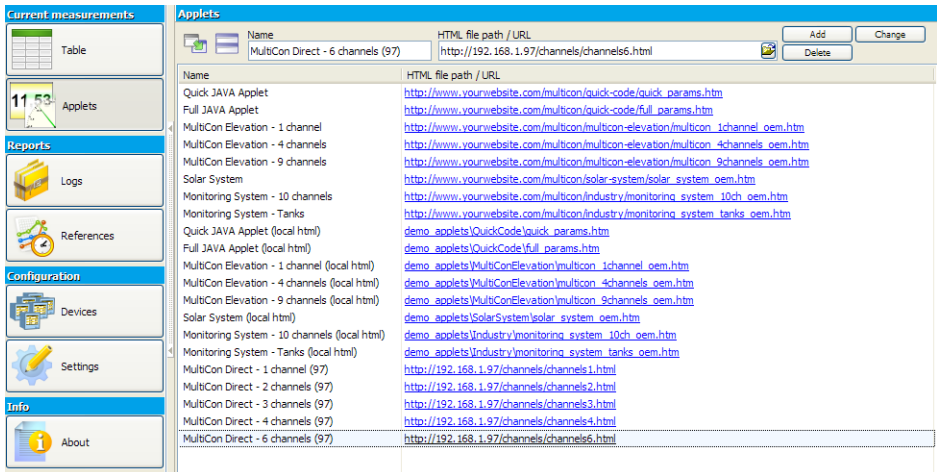 Current measurements
Table
11 53
Applets
Reports
Logs
References
Configuration
Devices
Settings
Info
About
Applets
Name HTML file path / URL
MultiCon Direct - 6 channels (97) http://192.168.1.97/channels/channels6.html Add Change
Delete
Name HTML file path / URL
Quick JAVA Applet http://www.yourwebsite.com/multicon/quick-code/quick_params.htm
Full JAVA Applet http://www.yourwebsite.com/multicon/quick-code/full_params.htm
MultiCon Elevation - 1 channel http://www.yourwebsite.com/multicon/multicon-elevation/multicon_1channel_oem.htm
MultiCon Elevation - 4 channels http://www.yourwebsite.com/multicon/multicon-elevation/multicon_4channels_oem.htm
MultiCon Elevation - 9 channels http://www.yourwebsite.com/multicon/multicon-elevation/multicon_9channels_oem.htm
Solar System http://www.yourwebsite.com/multicon/solar-system/solar_system_oem.htm
Monitoring System - 10 channels http://www.yourwebsite.com/multicon/industry/monitoring_system_10ch_oem.htm
Monitoring System - Tanks http://www.yourwebsite.com/multicon/industry/monitoring_system_tanks_oem.htm
Quick JAVA Applet (local html) demo_applets\QuickCode\quick_params.htm
Full JAVA Applet (local html) demo_applets\QuickCode\full_params.htm
MultiCon Elevation - 1 channel (local html) demo_applets\MultiConElevation\multicon_1channel_oem.htm
MultiCon Elevation - 4 channels (local html) demo_applets\MultiConElevation\multicon_4channels_oem.htm
MultiCon Elevation - 9 channels (local html) demo_applets\MultiConElevation\multicon_9channels_oem.htm
Solar System (local html) demo_applets\SolarSystem\solar_system_oem.htm
Monitoring System - 10 channels (local html) demo_applets\Industry\monitoring_system_10ch_oem.htm
Monitoring System - Tanks (local html) demo_applets\Industry\monitoring_system_tanks_oem.htm
MultiCon Direct - 1 channel (97) http://192.168.1.97/channels/channels1.html
MultiCon Direct - 2 channels (97) http://192.168.1.97/channels/channels2.html
MultiCon Direct - 3 channels (97) http://192.168.1.97/channels/channels3.html
MultiCon Direct - 4 channels (97) http://192.168.1.97/channels/channels4.html
MultiCon Direct - 6 channels (97) http://192.168.1.97/channels/channels6.html